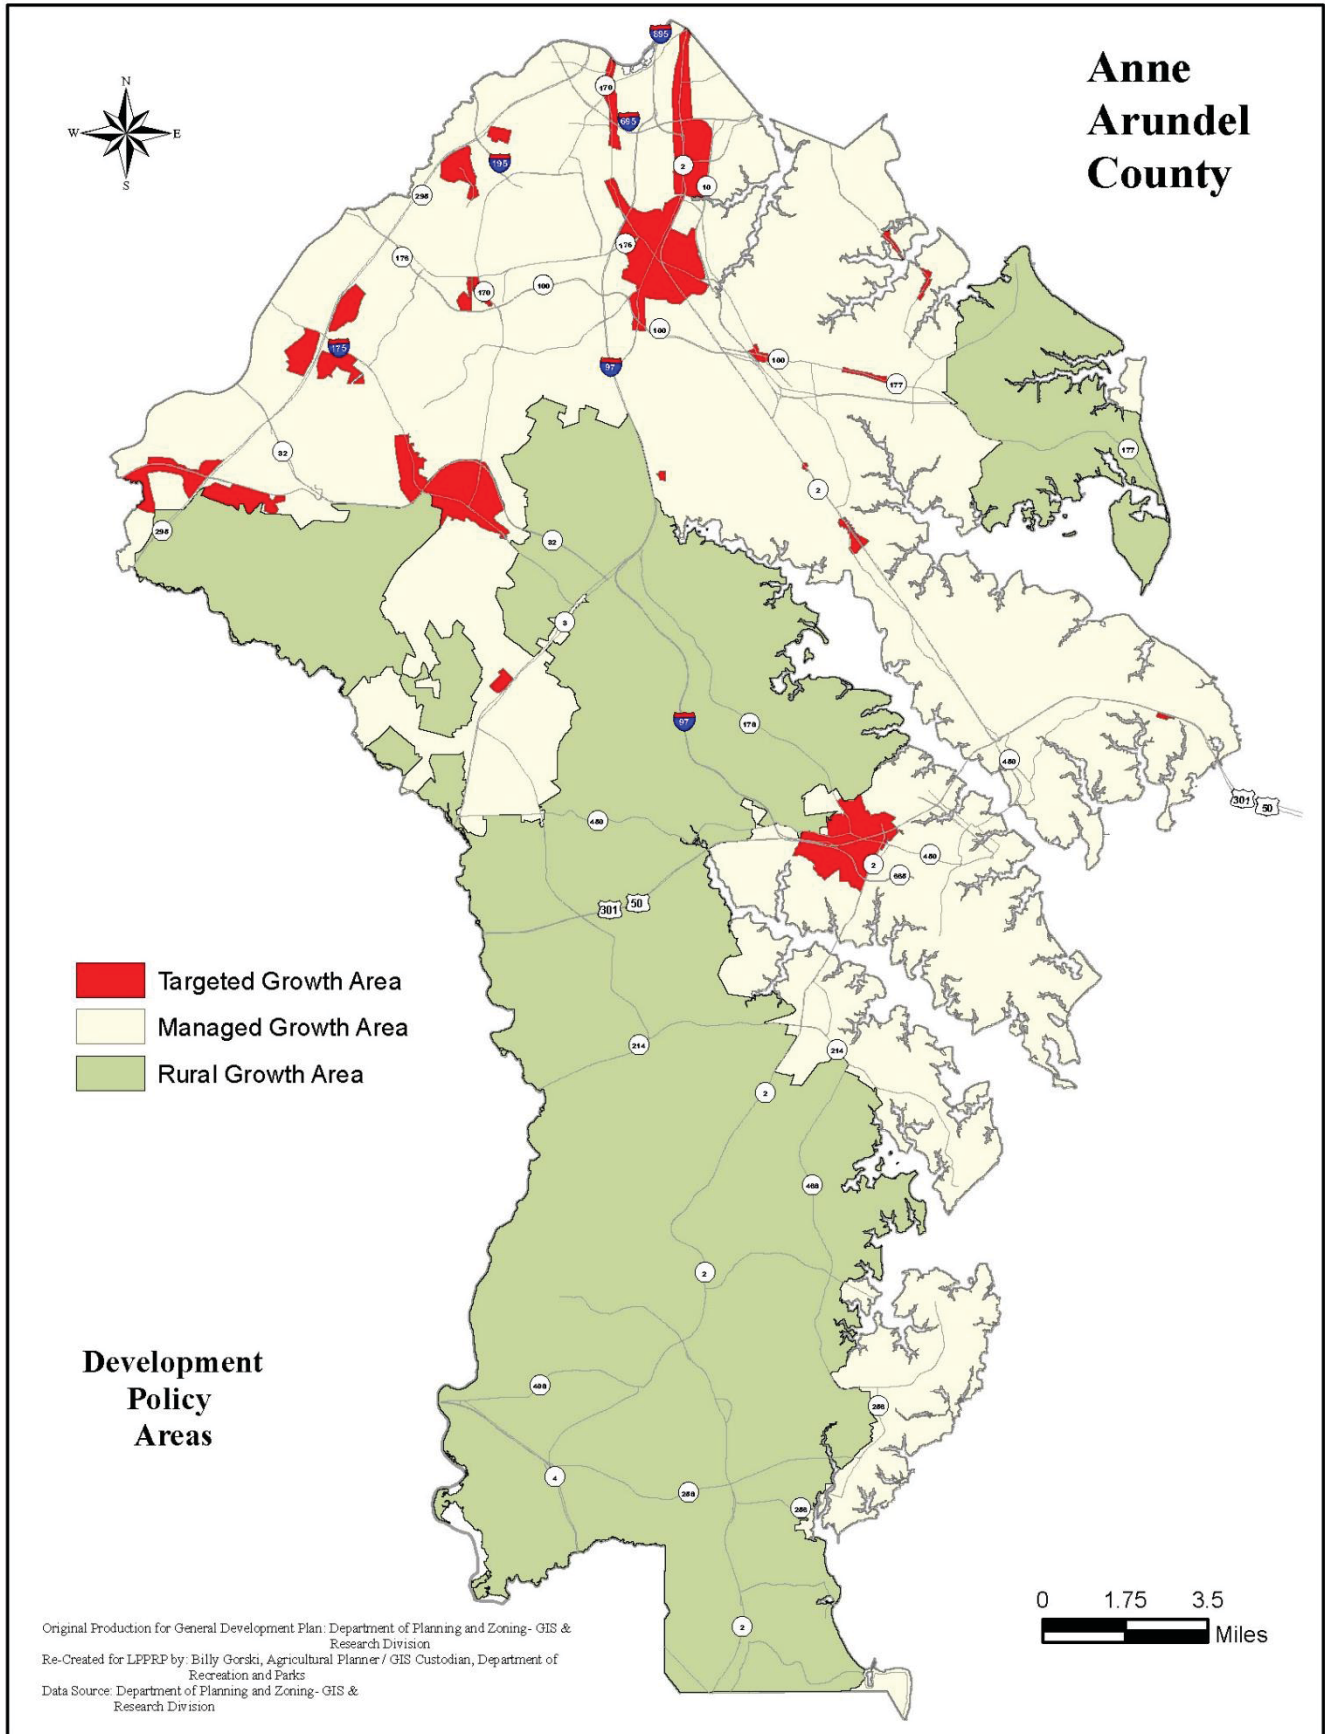 Anne
Arundel
County
N
W
E
S
895
170
695
195
2
10
295
176
176
170
100
100
175
97
100
177
32
177
2
295
32
3
97
178
450
301
50
450
2
450
665
301
50
Targeted Growth Area
Managed Growth Area
Rural Growth Area
214
214
2
468
2
Development
Policy
Areas
408
256
4
258
256
2
0 1.75 3.5
Miles
Original Production for General Development Plan: Department of Planning and Zoning- GIS &
Research Division
Re-Created for LPPRP by: Billy Gorski, Agricultural Planner / GIS Custodian, Department of
Recreation and Parks
Data Source: Department of Planning and Zoning- GIS &
Research Division